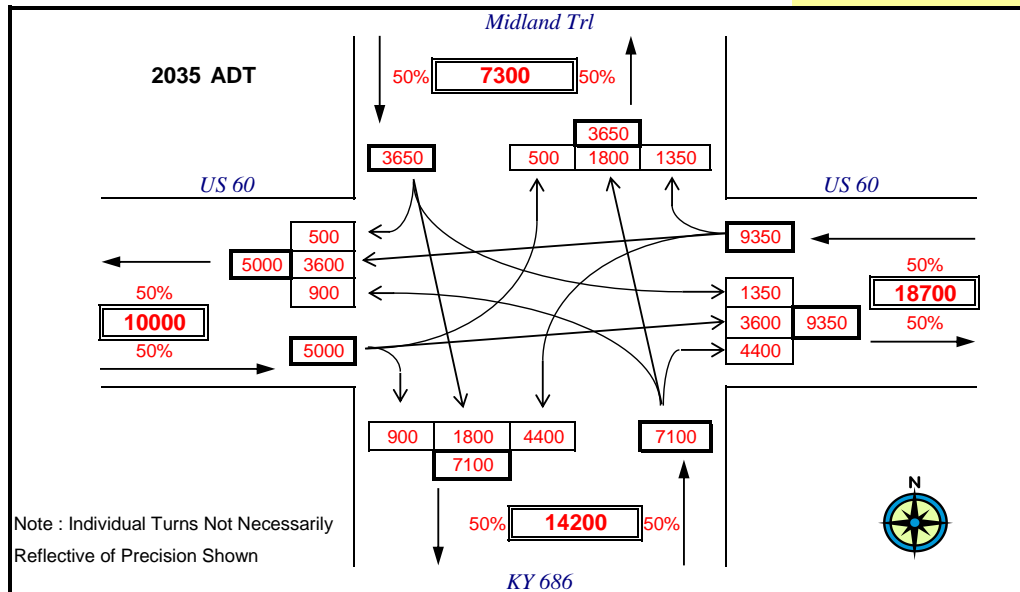 Midland Trl
2035 ADT
50% 7300 50%
3650
3650
500 1800 1350
US 60
US 60
500
5000 3600
900
9350
50%
10000
50%
50%
18700
50%
1350
3600 9350
4400
5000
900 1800 4400
7100
7100
N
Note : Individual Turns Not Necessarily
Reflective of Precision Shown
50% 14200 50%
KY 686